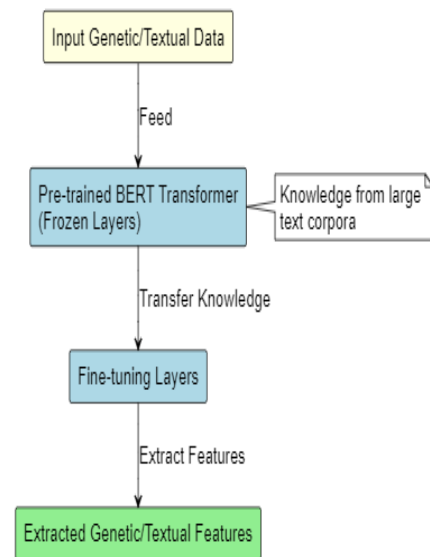 Input Genetic/Textual Data
Feed
Pre-trained BERT Transformer
(Frozen Layers)
Knowledge from large
text corpora
Transfer Knowledge
Fine-tuning Layers
Extract Features
Extracted Genetic/Textual Features